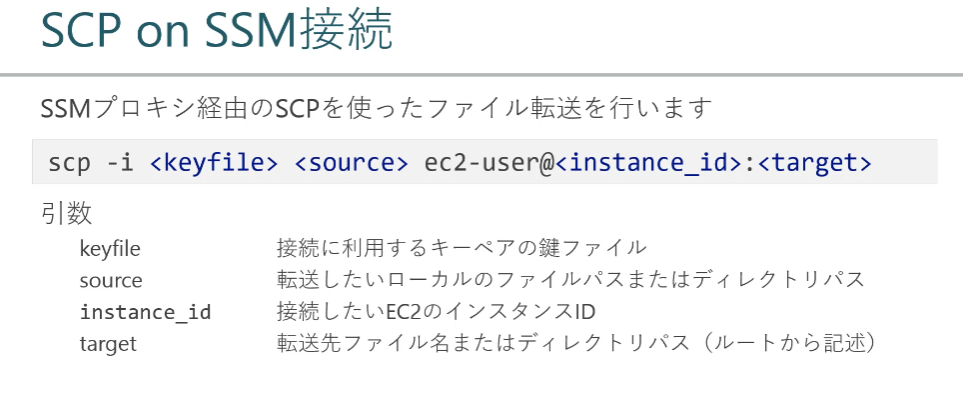 SCP on SSM接続
SSMプロキシ経由のSCPを使ったファイル転送を行います
scp -i <keyfile> <source> ec2-user@<instance_id>:<target>
引数
keyfile 接続に利用するキーペアの鍵ファイル
source 転送したいローカルのファイルパスまたはディレクトリパス
instance_id 接続したいEC2のインスタンスID
target 転送先ファイル名またはディレクトリパス（ルートから記述）